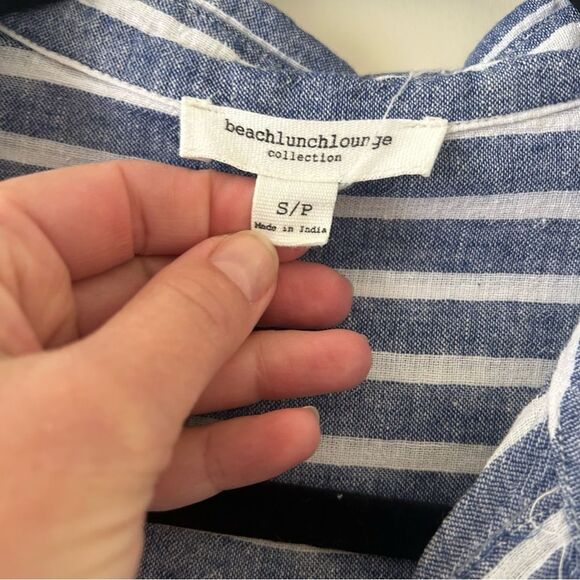 beachlunchlounge
collection
S/P
Made in India